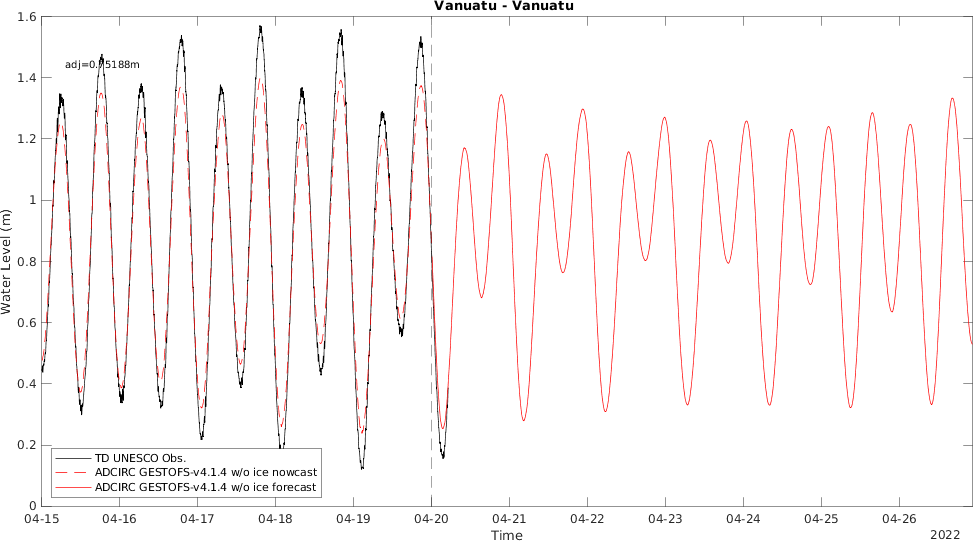 Vanuatu - Vanuatu
adj=0.75188m
Water Level (m)
1.6
1.4
1.2
1
0.8
0.6
0.4
0.2
0
TD UNESCO Obs.
ADCIRC GESTOFS-v4.1.4 w/o ice nowcast
ADCIRC GESTOFS-v4.1.4 w/o ice forecast
04-15 04-16 04-17 04-18 04-19 04-20 04-21 04-22 04-23 04-24 04-25 04-26
Time
2022